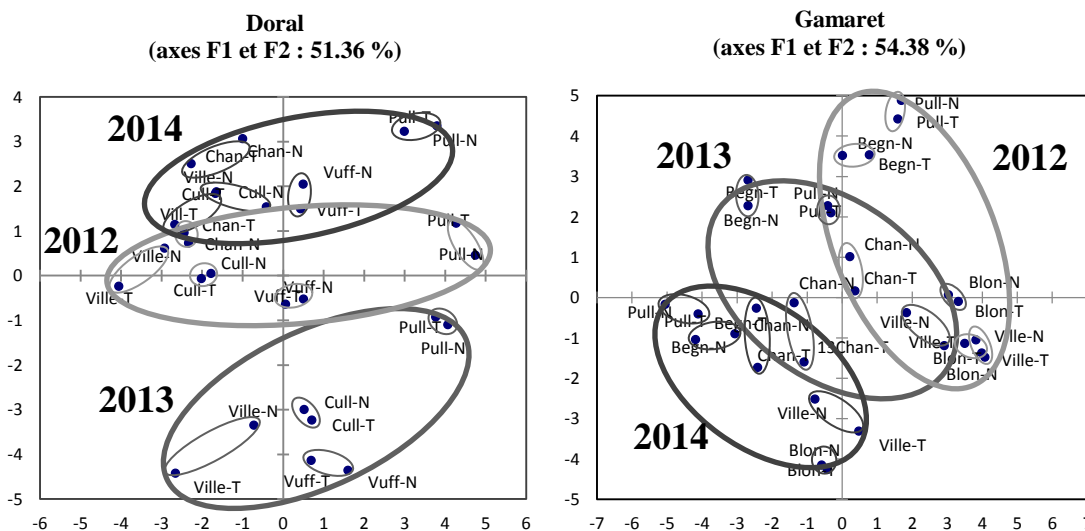 Doral
(axes F1 et F2 : 51.36 %)
4
3
2
1
0
-1
-2
-3
-4
-5
-6
-5
-4
-3
-2
-1
0
1
2
3
4
5
6
2014
2012
2013
Pull-T
Pull-N
Chan-T
Chan-N
Ville-N
Cull-T
Cull-N
Vuff-N
Vuff-T
Vill-T
Chan-T
Chan-N
Pull-T
Pull-N
Ville-N
Cull-N
Cull-T
Ville-T
Vuff-N
Vuff-T
Pull-T
Pull-N
Ville-N
Cull-N
Cull-T
Ville-T
Vuff-T
Vuff-N
Gamaret
(axes F1 et F2 : 54.38 %)
5
4
3
2
1
0
-1
-2
-3
-4
-5
-7
-6
-5
-4
-3
-2
-1
0
1
2
3
4
5
6
7
2013
2012
2014
Pull-N
Pull-T
Begn-N
Begn-T
Begn-T
Begn-N
Pull-N
Pull-T
Chan-N
Chan-T
Chan-N
Blon-N
Blon-T
Pull-N
Pull-T
Begn-T
Begn-N
Chan-N
Chan-T
13Chan-T
Ville-N
Ville-N
Blon-T
Ville-T
Blon-N
Ville-N
Ville-T
Blon-N
Blon-T